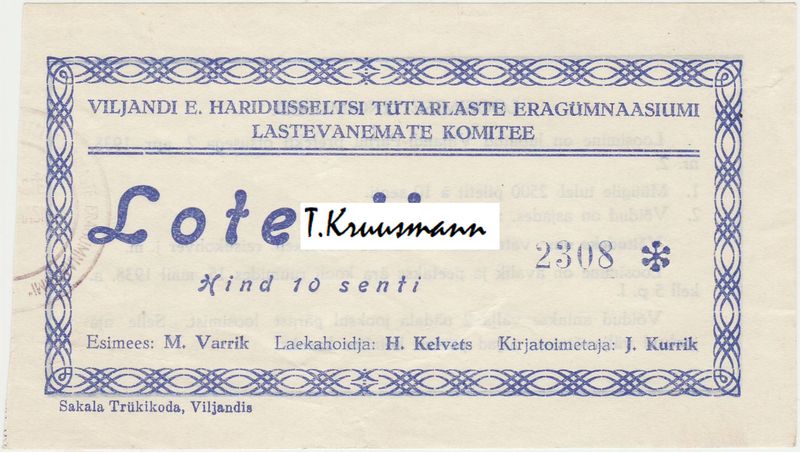 VILJANDI E. HARIDUSSELTSI TÜTARLASTE ERAGÜMNAASIUMI
LASTEVANEMATE KOMITEE
Lote
T.Kruusmann
2308
Hind 10 senti
Esimees: M. Varrik Laekahoidja: H. Kelvets Kirjatoimetaja: J. Kurrik
Sakala Trükikoda, Viljandis